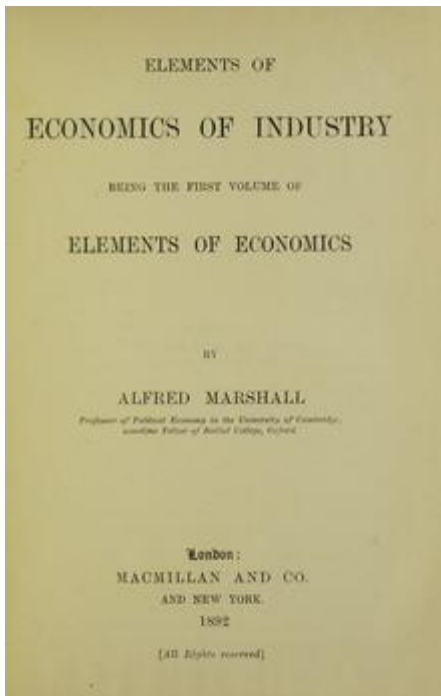 ELEMENTS OF
ECONOMICS OF INDUSTRY
BEING THE FIRST VOLUME OF
ELEMENTS OF ECONOMICS
BY
ALFRED MARSHALL
Professor of Political Economy in the University of Cambridge,
sometime Fellow of Balliol College, Oxford.
London:
MACMILLAN AND CO.
AND NEW YORK.
1892
[All Rights reserved]